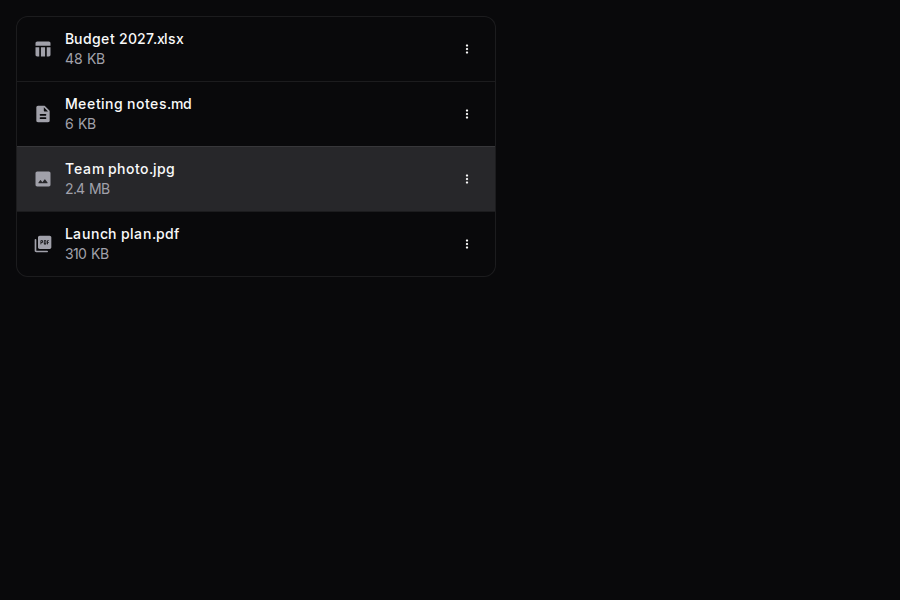 Budget 2027.xlsx
48 KB
Meeting notes.md
6 KB
Team photo.jpg
2.4 MB
PDF
Launch plan.pdf
310 KB